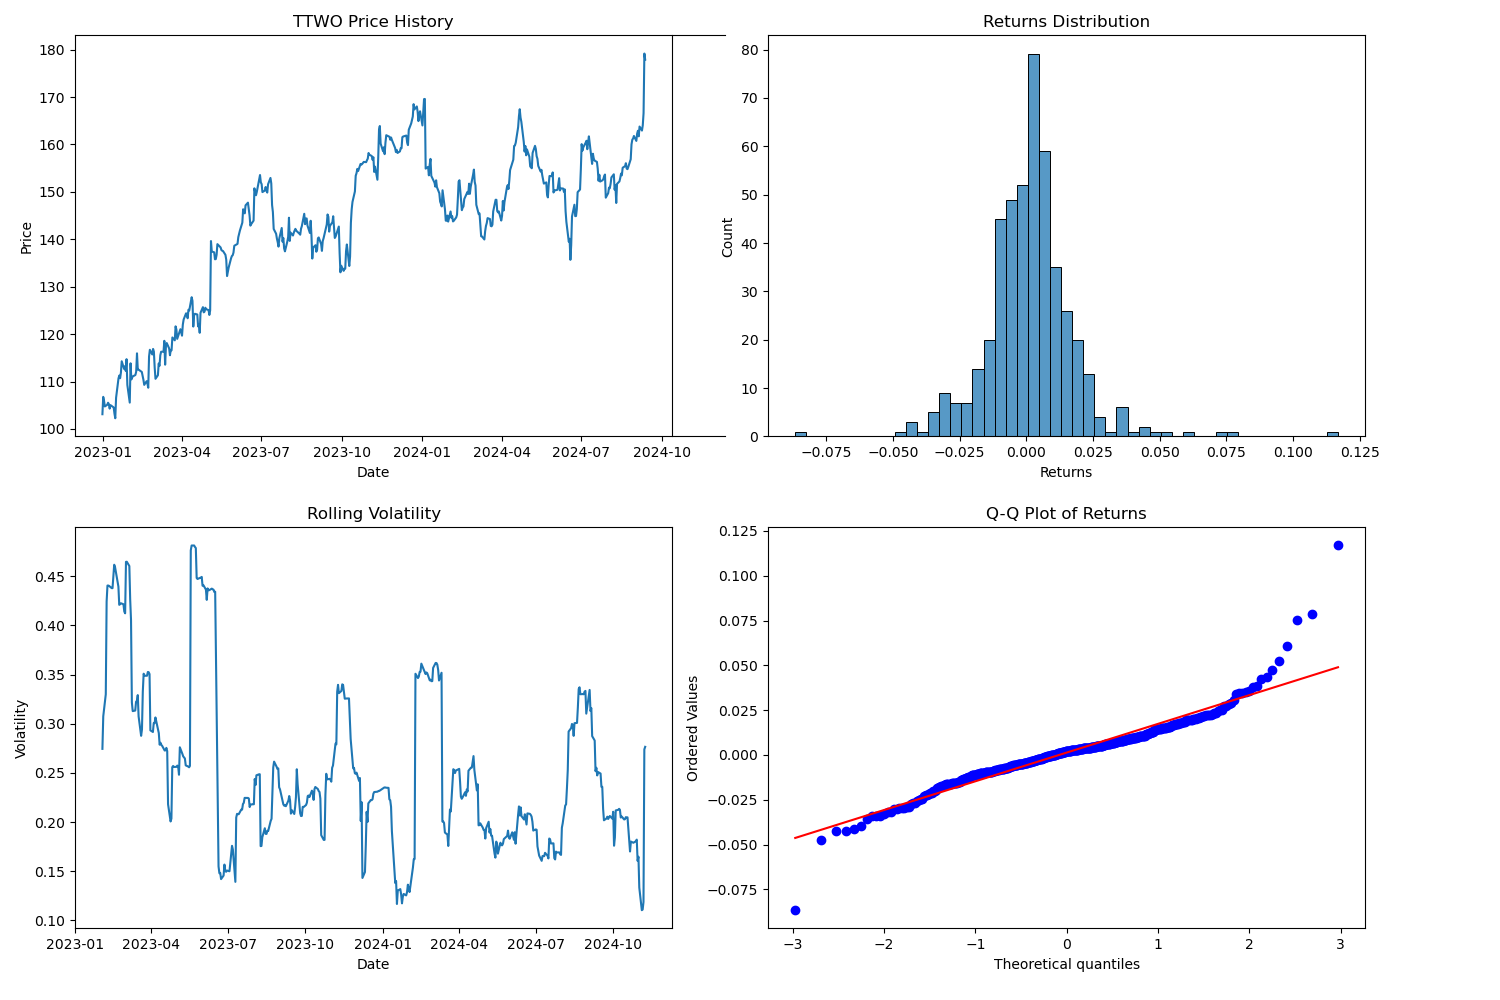 TTWO Price History
180
170
160
150
140
130
120
110
100
Price
2023-01 2023-04 2023-07 2023-10 2024-01 2024-04 2024-07 2024-10
Date
Returns Distribution
80
70
60
50
40
30
20
10
0
Count
−0.075 −0.050 −0.025 0.000 0.025 0.050 0.075 0.100 0.125
Returns
Rolling Volatility
0.45
0.40
0.35
0.30
0.25
0.20
0.15
0.10
Volatility
2023-01 2023-04 2023-07 2023-10 2024-01 2024-04 2024-07 2024-10
Date
Q-Q Plot of Returns
0.125
0.100
0.075
0.050
0.025
0.000
−0.025
−0.050
−0.075
Ordered Values
−3 −2 −1 0 1 2 3
Theoretical quantiles